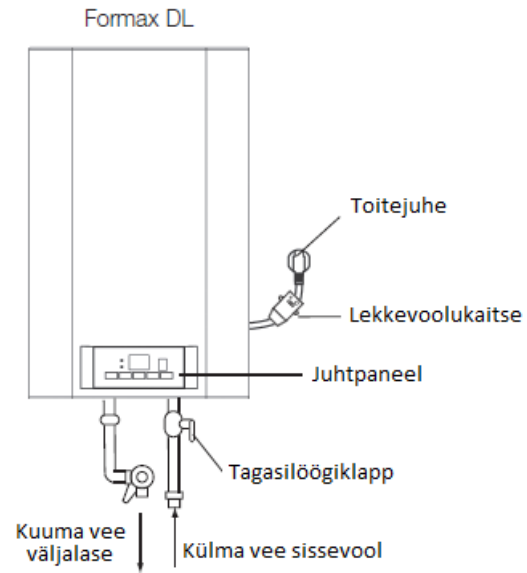 Formax DL
Toitejuhe
Lekkevoolukaitse
Juhtpaneel
Tagasilöögiklapp
Kuuma vee
väljalase
Külma vee sissevool